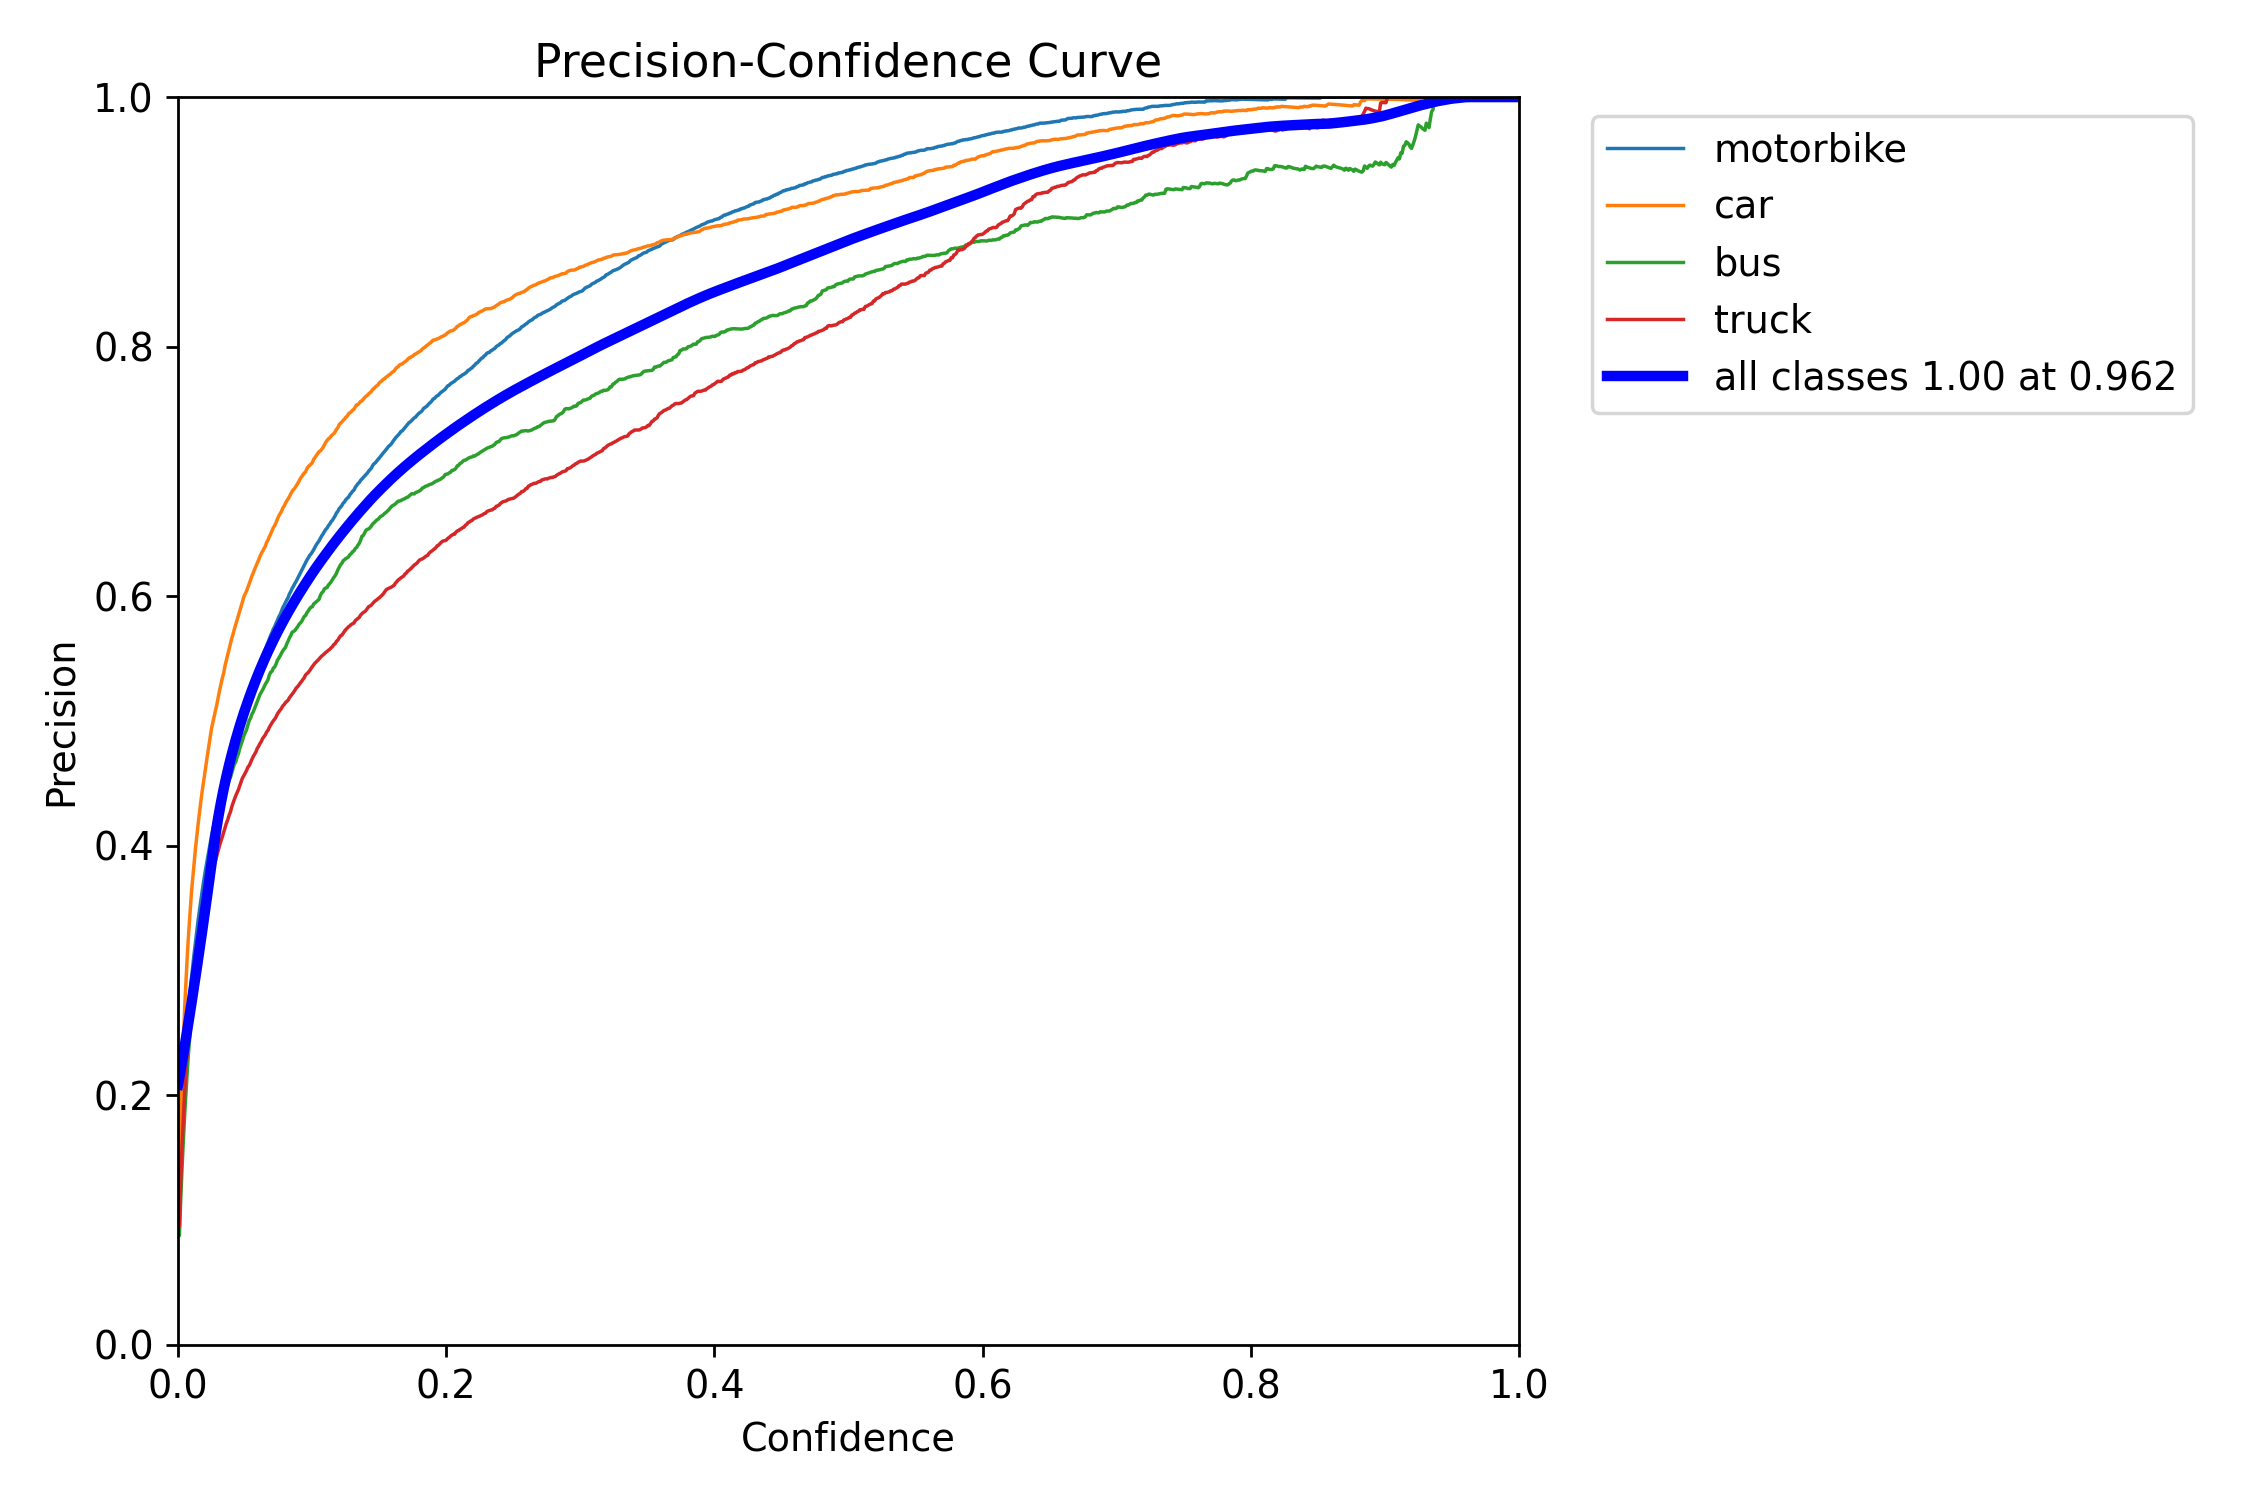 Precision-Confidence Curve
1.0
0.8
0.6
0.4
0.2
0.0
Precision
0.0 0.2 0.4 0.6 0.8 1.0
Confidence
motorbike
car
bus
truck
all classes 1.00 at 0.962